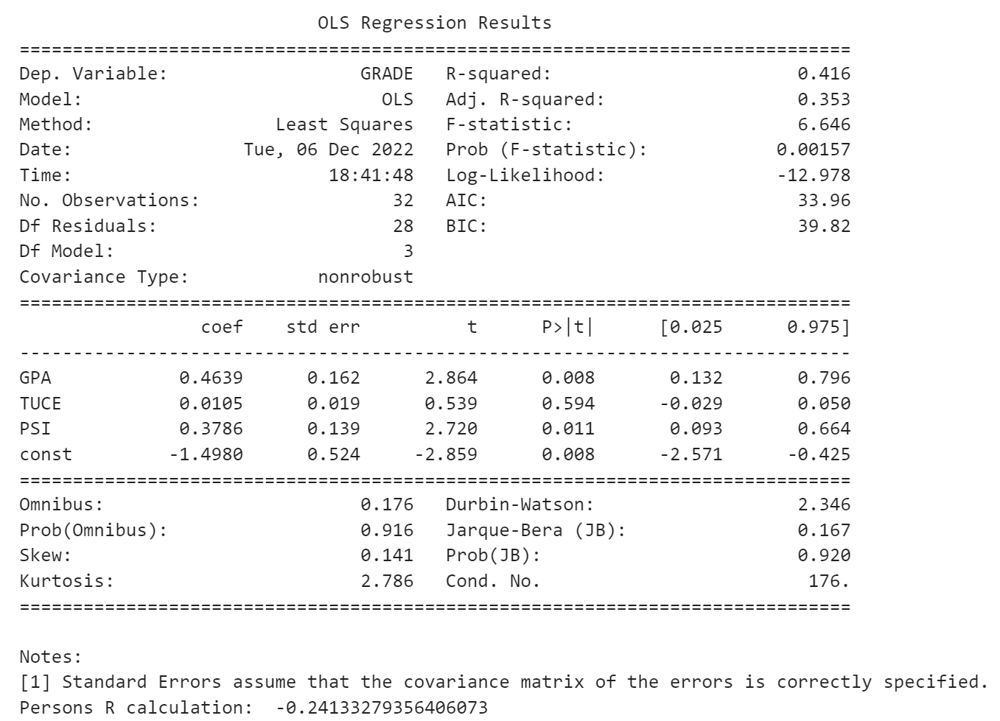 OLS Regression Results
==============================================================================
Dep. Variable:                  GRADE   R-squared:                       0.416
Model:                            OLS   Adj. R-squared:                  0.353
Method:                 Least Squares   F-statistic:                     6.646
Date:                Tue, 06 Dec 2022   Prob (F-statistic):            0.00157
Time:                        18:41:48   Log-Likelihood:                -12.978
No. Observations:                  32   AIC:                             33.96
Df Residuals:                      28   BIC:                             39.82
Df Model:                           3
Covariance Type:            nonrobust
==============================================================================
                 coef    std err          t      P>|t|      [0.025      0.975]
------------------------------------------------------------------------------
GPA            0.4639      0.162      2.864      0.008       0.132       0.796
TUCE           0.0105      0.019      0.539      0.594      -0.029       0.050
PSI            0.3786      0.139      2.720      0.011       0.093       0.664
const         -1.4980      0.524     -2.859      0.008      -2.571      -0.425
==============================================================================
Omnibus:                        0.176   Durbin-Watson:                   2.346
Prob(Omnibus):                  0.916   Jarque-Bera (JB):                0.167
Skew:                           0.141   Prob(JB):                        0.920
Kurtosis:                       2.786   Cond. No.                         176.
==============================================================================

Notes:
[1] Standard Errors assume that the covariance matrix of the errors is correctly specified.
Persons R calculation:  -0.24133279356406073